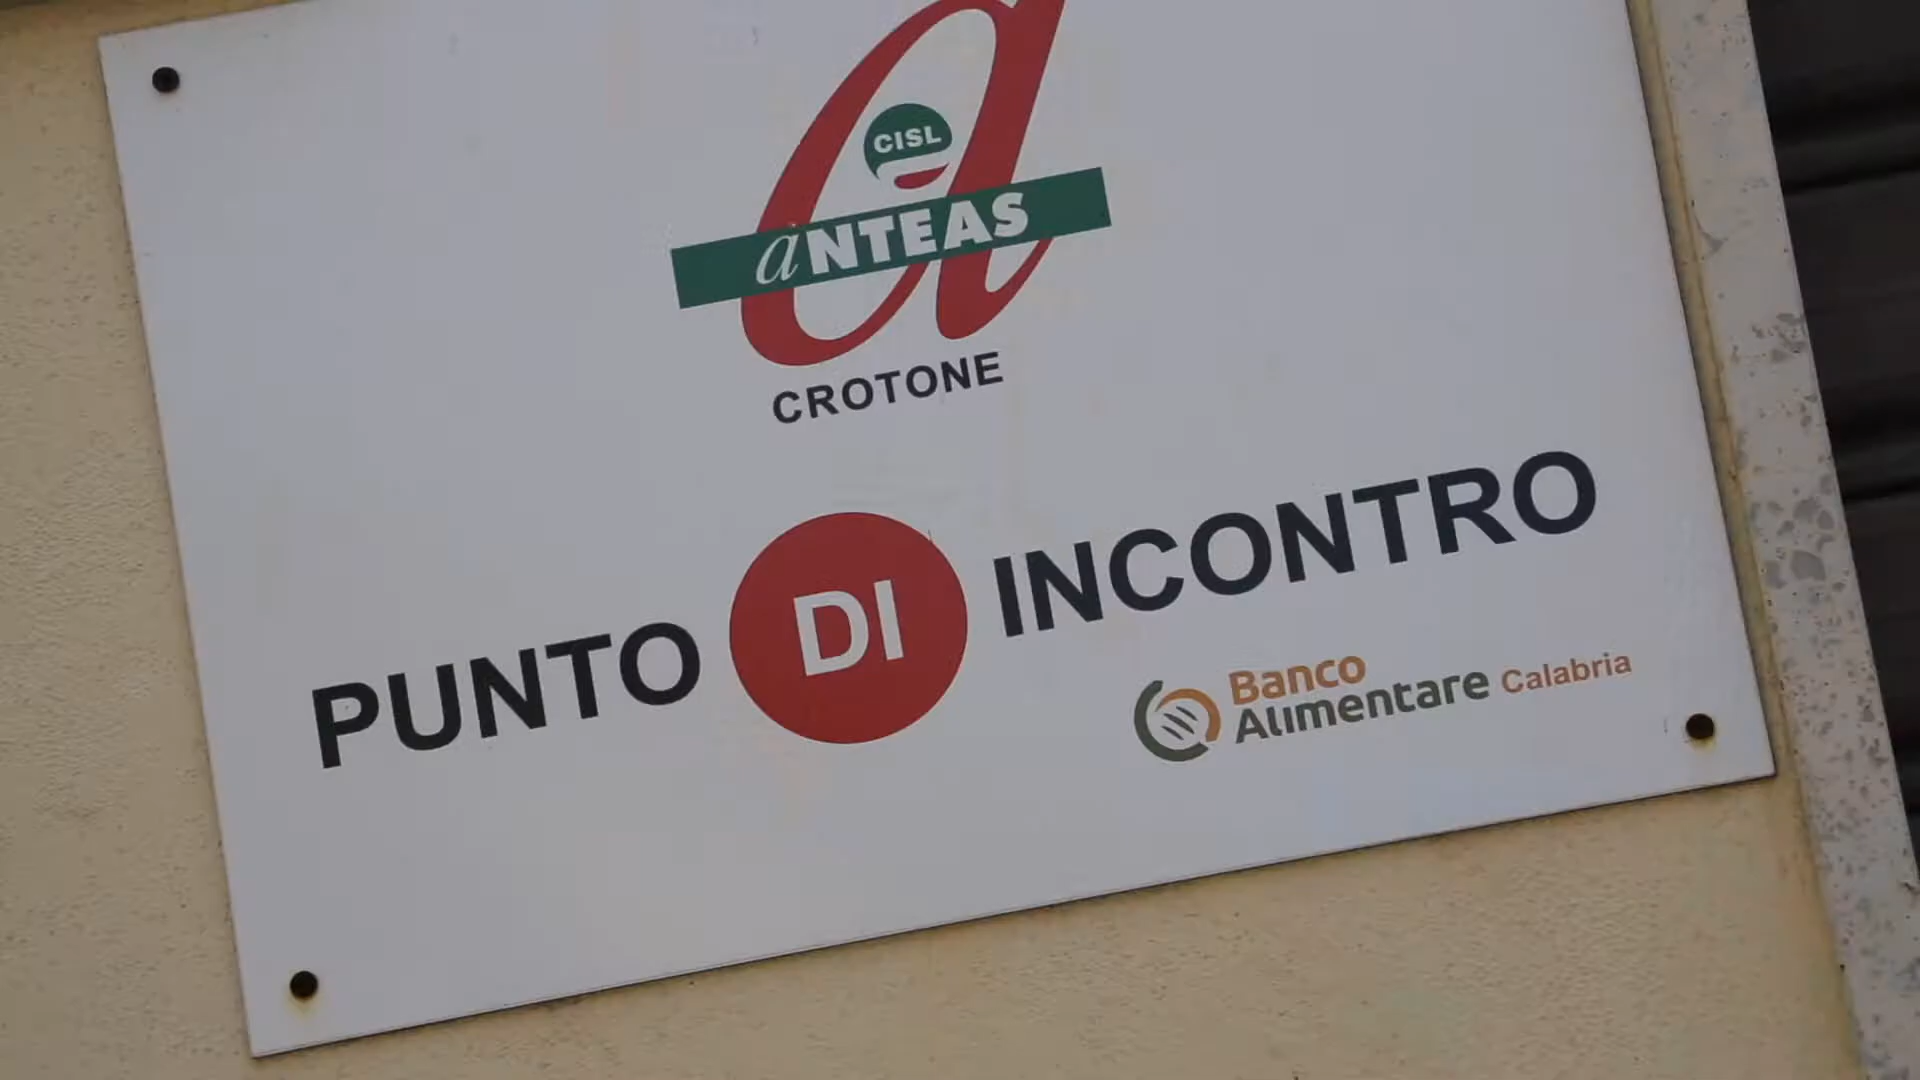 CISL
aNTEAS
CROTONE
PUNTO DI INCONTRO
Banco
Alimentare Calabria